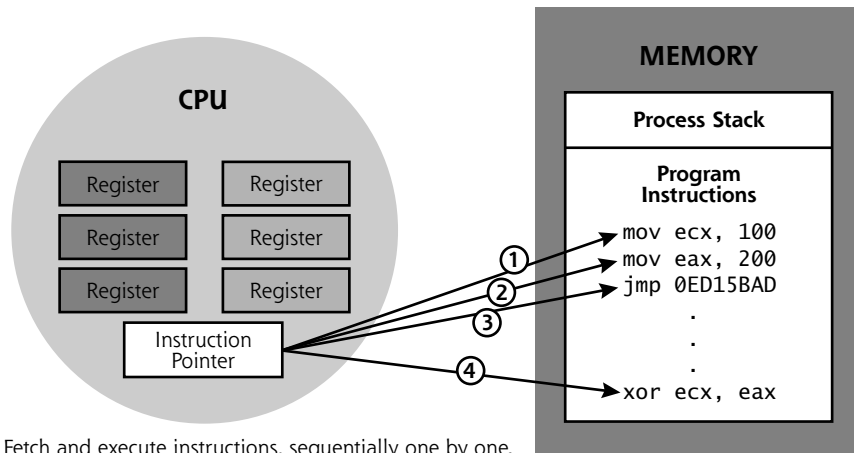 CPU
Register
Register
Register
Register
Register
Register
Instruction
Pointer
1
2
3
4
MEMORY
Process Stack
Program
Instructions
mov ecx, 100
mov eax, 200
jmp 0ED15BAD
.
.
.
xor ecx, eax
Fetch and execute instructions, sequentially one by one.